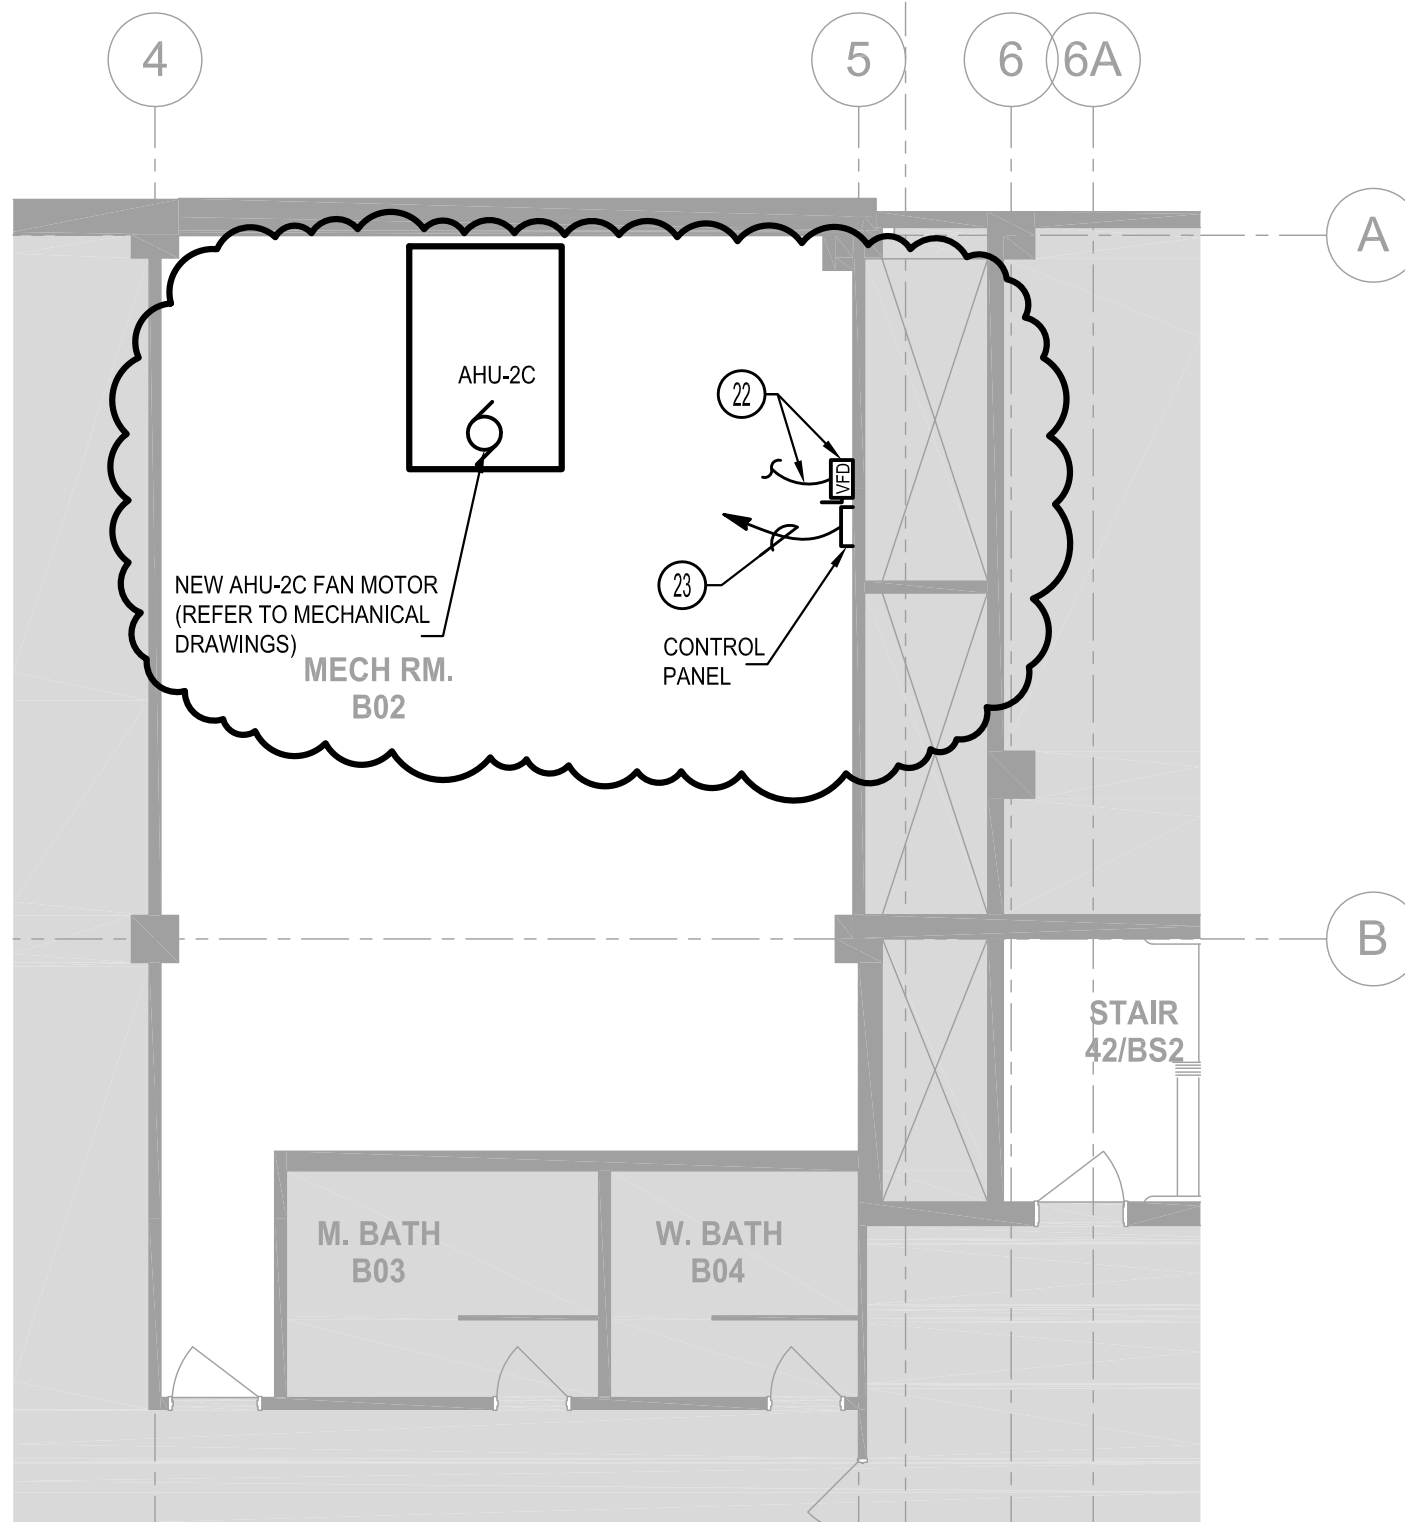 4
5
6
6A
A
AHU-2C
22
VFD
23
NEW AHU-2C FAN MOTOR
(REFER TO MECHANICAL
DRAWINGS)
CONTROL
PANEL
MECH RM.
B02
B
STAIR
42/BS2
M. BATH
B03
W. BATH
B04